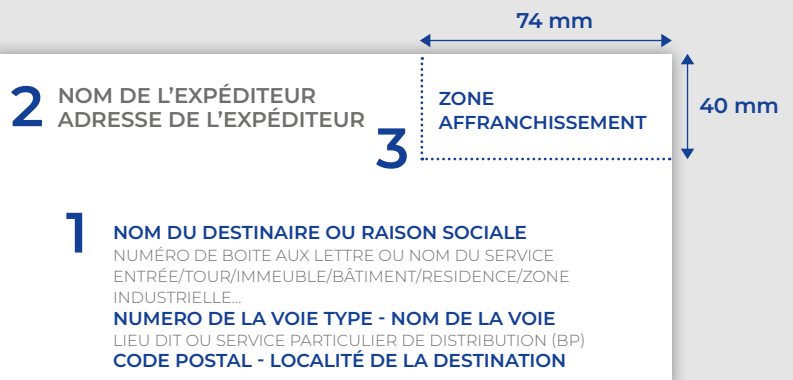 74 mm
2 NOM DE L’EXPÉDITEUR
ADRESSE DE L’EXPÉDITEUR
3
ZONE
AFFRANCHISSEMENT
40 mm
1
NOM DU DESTINAIRE OU RAISON SOCIALE
NUMÉRO DE BOITE AUX LETTRE OU NOM DU SERVICE
ENTRÉE/TOUR/IMMEUBLE/BÂTIMENT/RESIDENCE/ZONE
INDUSTRIELLE...
NUMERO DE LA VOIE TYPE - NOM DE LA VOIE
LIEU DIT OU SERVICE PARTICULIER DE DISTRIBUTION (BP)
CODE POSTAL - LOCALITÉ DE LA DESTINATION